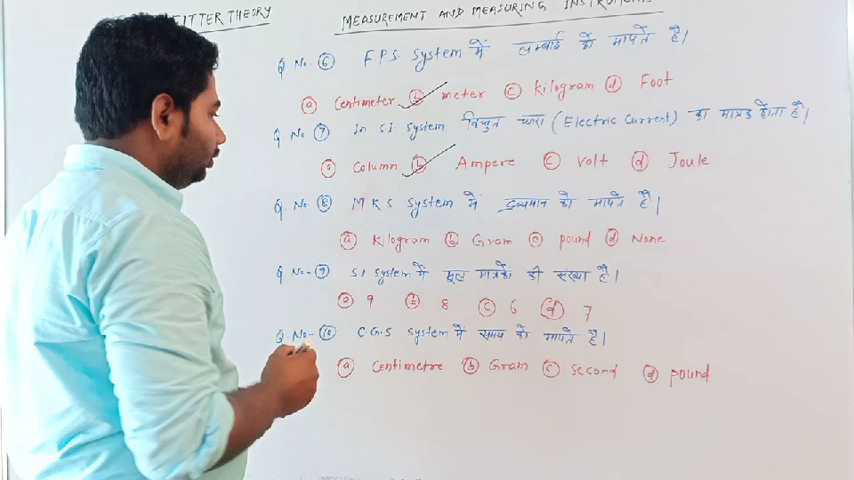 FITTER THEORY
MEASUREMENT AND MEASURING INSTRUMENT
Q No- ⑥ F.P.S. System में लम्बाई को मापते है।
ⓐ Centimeter ⓑ meter ⓒ Kilogram ⓓ Foot
Q No- ⑦ In S.I. System विधुत धारा (Electric Current) का मात्रक होता है।
ⓐ Column ⓑ Ampere ⓒ Volt ⓓ Joule
Q No- ⑧ M K S System में द्रव्यमान को मापते है।
ⓐ Kilogram ⓑ Gram ⓒ pound ⓓ None
Q No- ⑨ S.I System में मूल मात्रकों की संख्या है।
ⓐ 9 ⓑ 8 ⓒ 6 ⓓ 7
Q No- ⑩ C G.S System में समय को मापते है।
ⓐ Centimetre ⓑ Gram ⓒ Second ⓓ pound